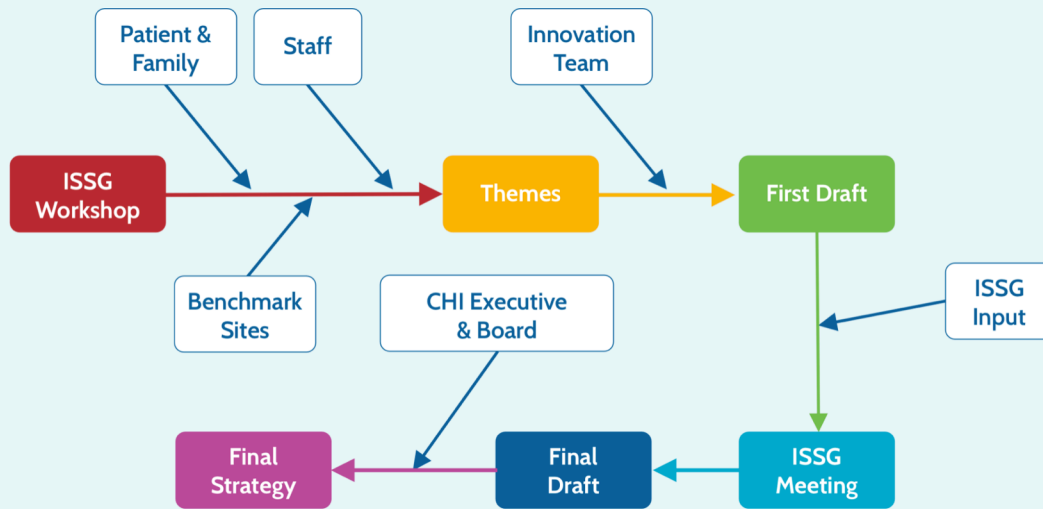 Patient &
Family
Staff
Innovation
Team
ISSG
Workshop
Themes
First Draft
Benchmark
Sites
CHI Executive
& Board
ISSG
Input
Final
Strategy
Final
Draft
ISSG
Meeting